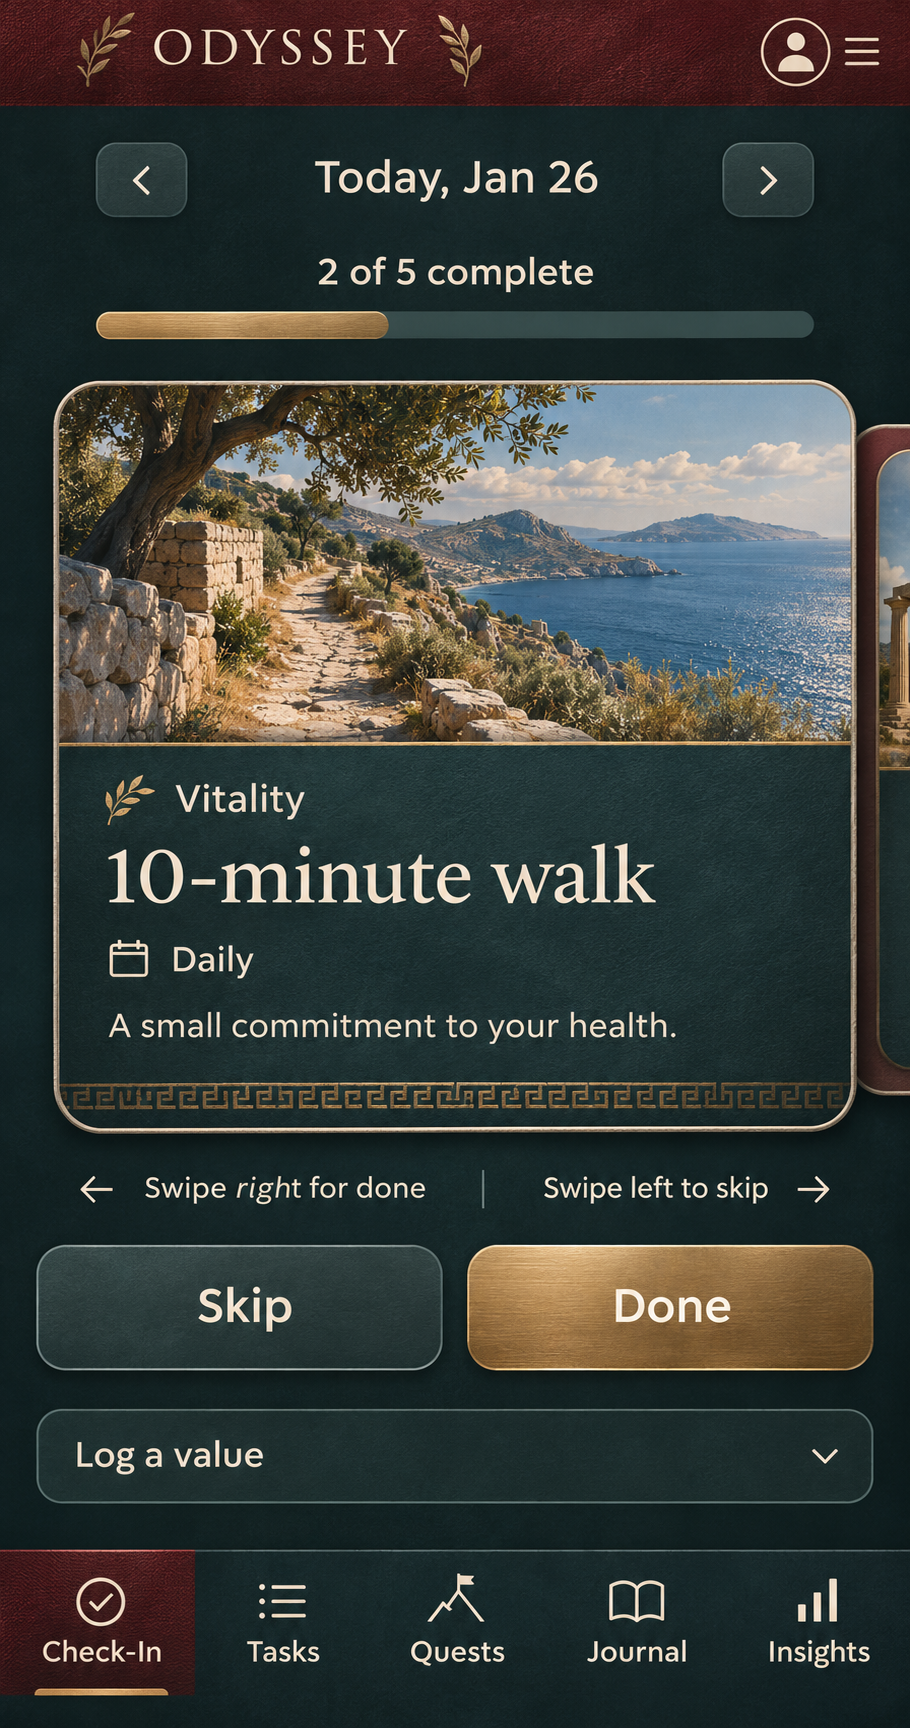 ODYSSEY
Today, Jan 26
2 of 5 complete
Vitality
10-minute walk
Daily
A small commitment to your health.
Swipe right for done
Swipe left to skip
Skip
Done
Log a value
Check-In
Tasks
Quests
Journal
Insights